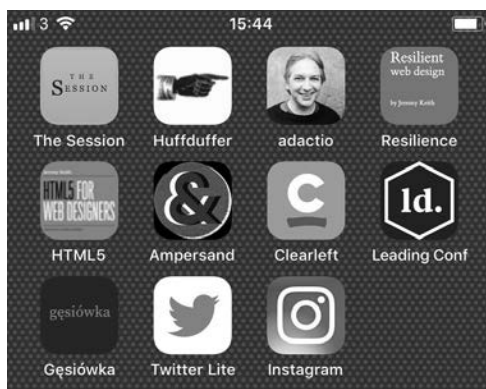 3 15:44
THE
SESSION
Resilient
web design
by Jeremy Keith
The Session Huffduffer adactio Resilience
HTML5 FOR
WEB DESIGNERS
&
C
ld.
HTML5 Ampersand Clearleft Leading Conf
gęsiówka
Gęsiówka Twitter Lite Instagram